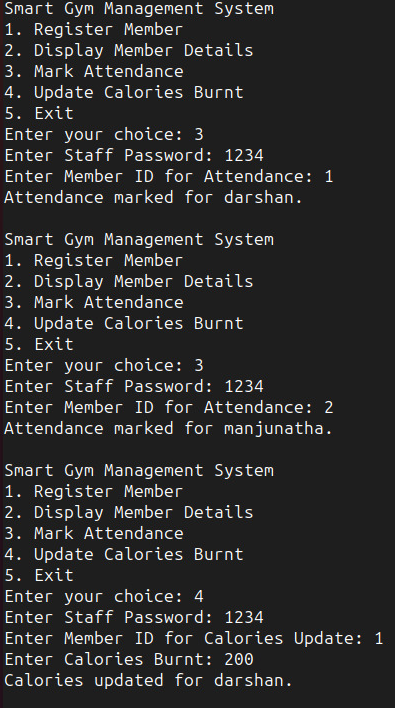 Smart Gym Management System
1. Register Member
2. Display Member Details
3. Mark Attendance
4. Update Calories Burnt
5. Exit
Enter your choice: 3
Enter Staff Password: 1234
Enter Member ID for Attendance: 1
Attendance marked for darshan.
Smart Gym Management System
1. Register Member
2. Display Member Details
3. Mark Attendance
4. Update Calories Burnt
5. Exit
Enter your choice: 3
Enter Staff Password: 1234
Enter Member ID for Attendance: 2
Attendance marked for manjunatha.
Smart Gym Management System
1. Register Member
2. Display Member Details
3. Mark Attendance
4. Update Calories Burnt
5. Exit
Enter your choice: 4
Enter Staff Password: 1234
Enter Member ID for Calories Update: 1
Enter Calories Burnt: 200
Calories updated for darshan.